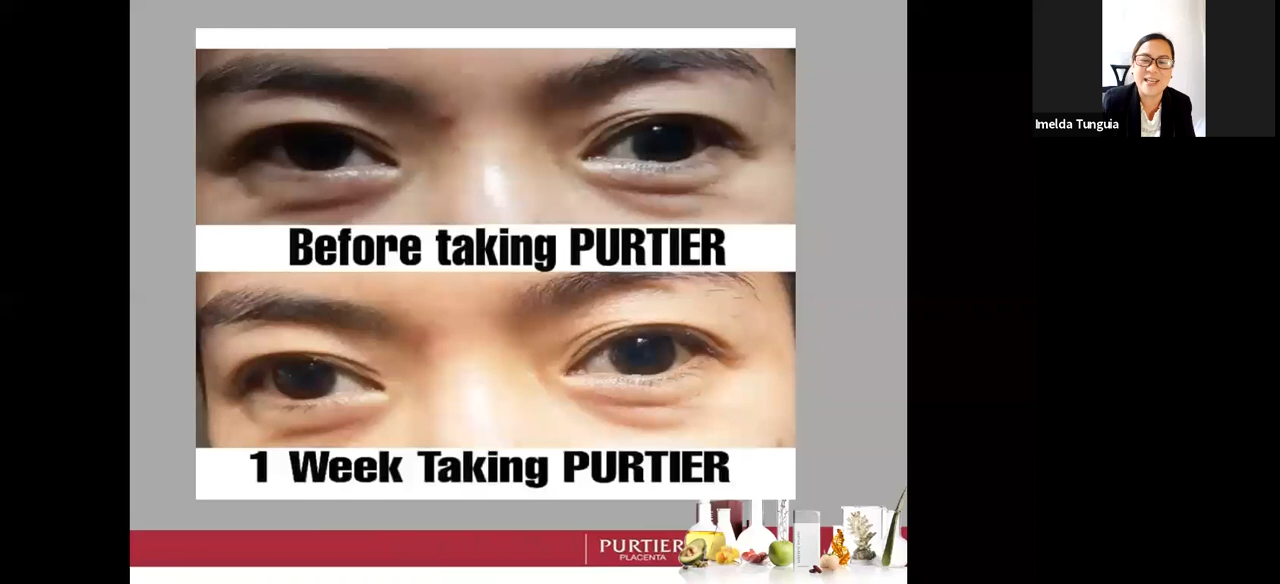 Imelda Tunguia
Before taking PURTIER
1 Week Taking PURTIER
PURTIER
PLACENTA